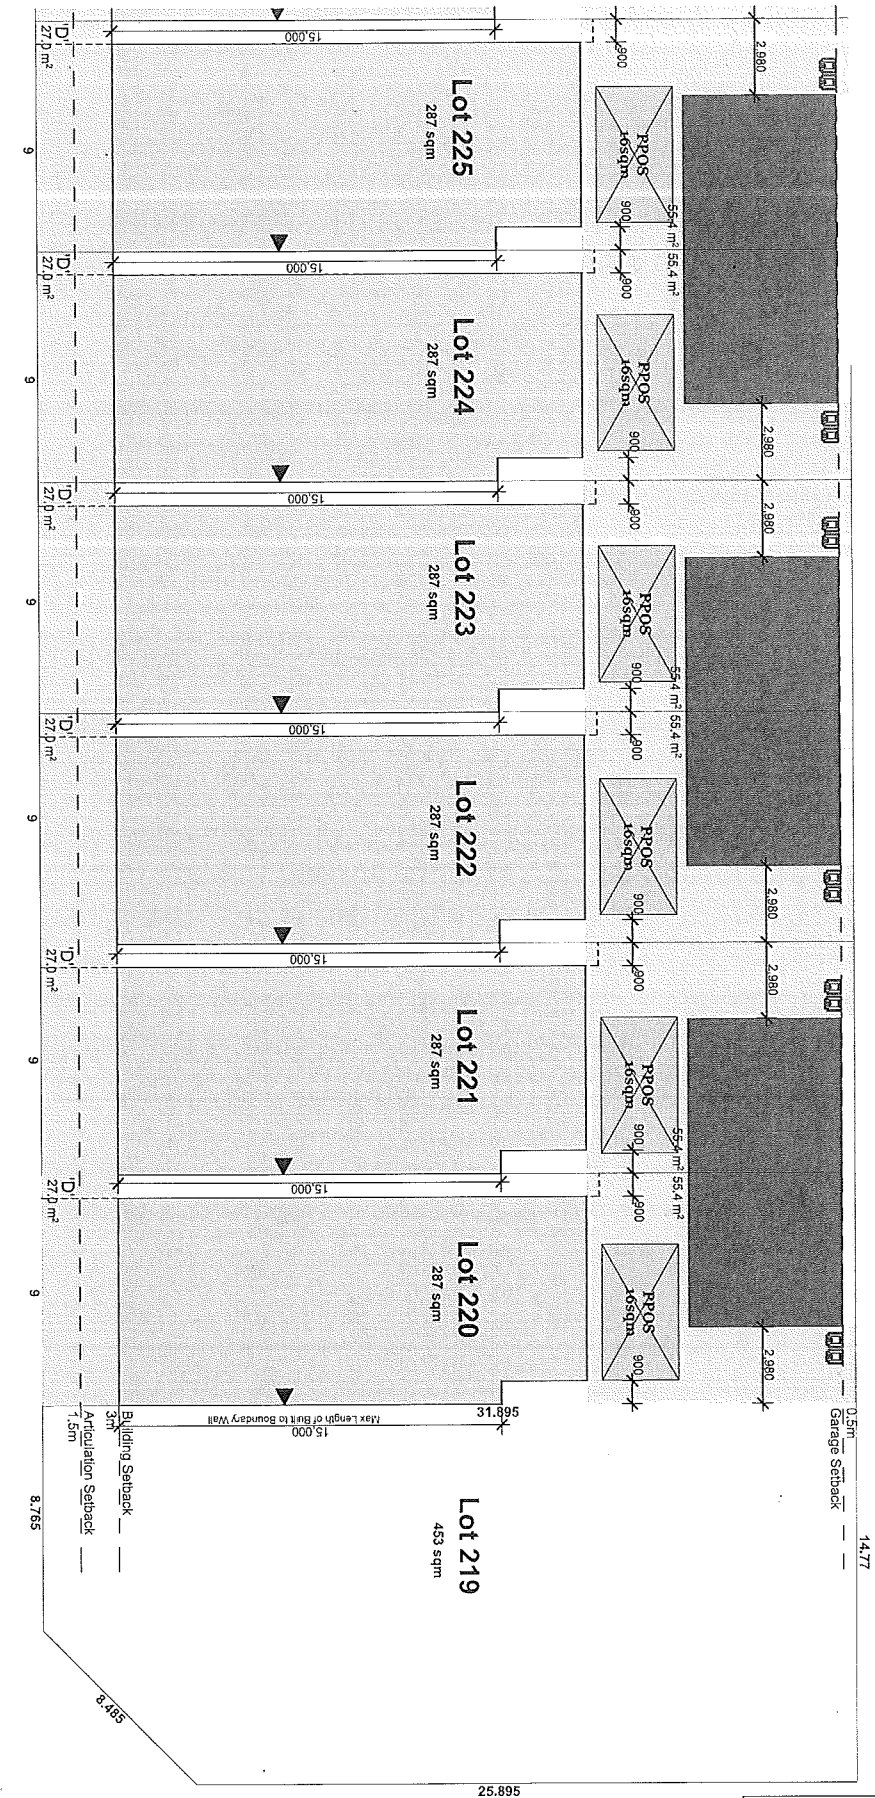 'D'
27.0 m²
15,000
900
2,980
Lot 225
287 sqm
PPOS
16sqm
9
900
55.4 m²
55.4 m²
'D'
27.0 m²
15,000
900
Lot 224
287 sqm
PPOS
16sqm
9
900
2,980
'D'
27.0 m²
15,000
900
2,980
Lot 223
287 sqm
PPOS
16sqm
9
900
55.4 m²
55.4 m²
'D'
27.0 m²
15,000
900
Lot 222
287 sqm
PPOS
16sqm
9
900
2,980
'D'
27.0 m²
15,000
900
2,980
Lot 221
287 sqm
PPOS
16sqm
9
900
55.4 m²
55.4 m²
'D'
27.0 m²
15,000
900
Lot 220
287 sqm
PPOS
16sqm
9
900
2,980
Max Length of Built to Boundary Wall
15,000
31.895
0.5m
Garage Setback
Building Setback
3m
Articulation Setback
1.5m
Lot 219
453 sqm
8.765
14.77
8.485
25.895